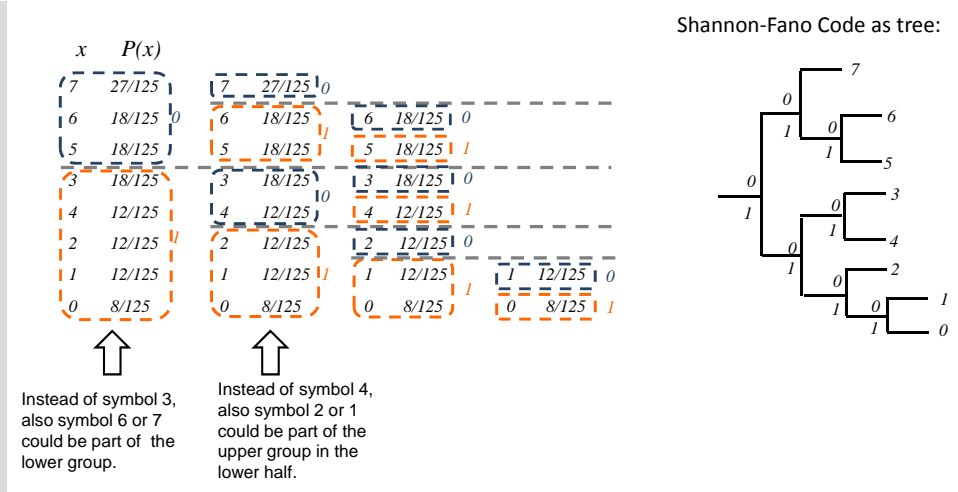 Shannon-Fano Code as tree:
x P(x)
7 27/125
6 18/125 0
5 18/125
3 18/125
4 12/125
2 12/125 1
1 12/125
0 8/125
7 27/125 0
6 18/125
1
5 18/125
3 18/125
0
4 12/125
2 12/125
1 12/125 1
0 8/125
6 18/125 0
5 18/125 1
3 18/125 0
4 12/125 1
2 12/125 0
1 12/125
1
0 8/125
1 12/125 0
0 8/125 1
Instead of symbol 3,
also symbol 6 or 7
could be part of the
lower group.
Instead of symbol 4,
also symbol 2 or 1
could be part of the
upper group in the
lower half.
7
0
6
0
1
1
5
0
3
0
1
1
4
0
2
1
0
1
0
1
1
0